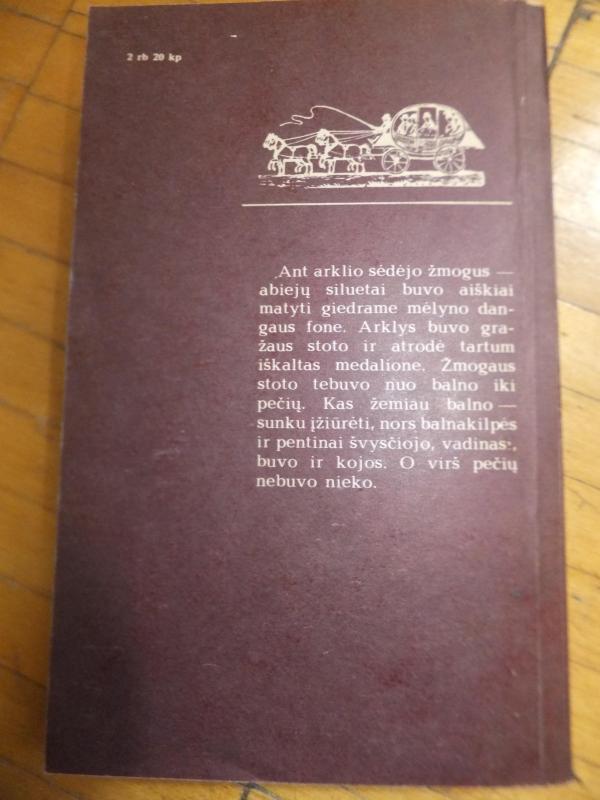 2 rb 20 kp
Ant arklio sėdėjo žmogus —
abiejų siluetai buvo aiškiai
matyti giedrame mėlyno dan-
gaus fone. Arklys buvo gra-
žaus stoto ir atrodė tartum
iškaltas medalione. Žmogaus
stoto tebuvo nuo balno iki
pečių. Kas žemiau balno —
sunku įžiūrėti, nors balnakilpės
ir pentinai švysčiojo, vadinas,
buvo ir kojos. O virš pečių
nebuvo nieko.